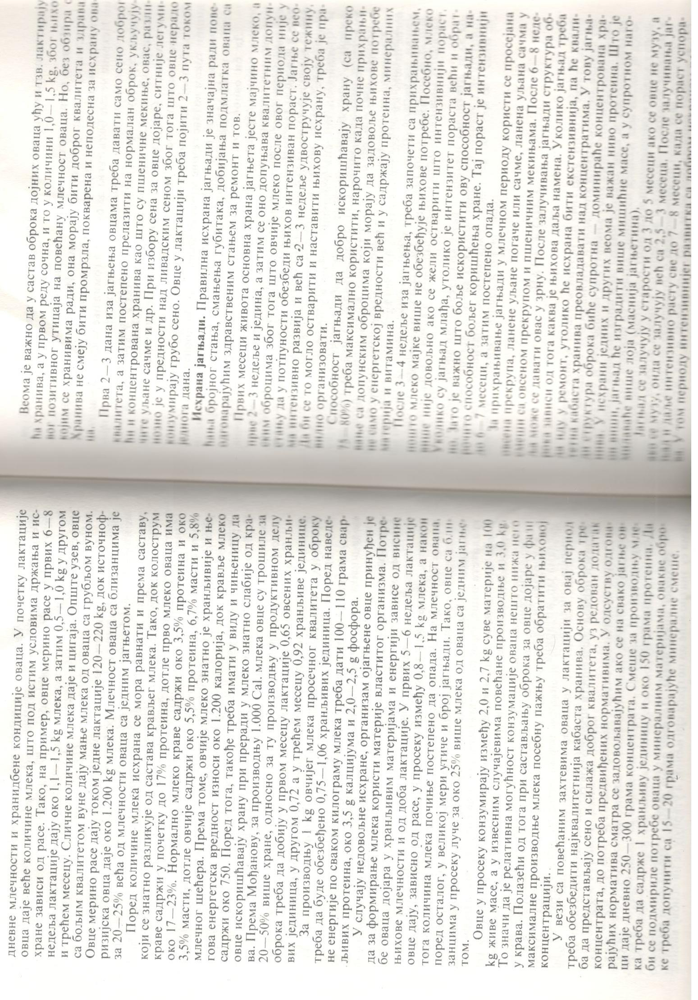 дневне млечности и хранидбене кондиције оваца. У почетку лактације
овца даје веће количине млека, што под истим условима држања и ис-
хране зависи од расе. Тако, на пример, овце мерино расе у првих 6—8
недеља лактације дају око 1,1—1,5 kg млека, а затим 0,5—1,0 kg у другом
и трећем месецу. Сличне количине млека даје и цигаја. Опште узев, овце
са бољим квалитетом вуне дају мање млека од оваца са грубљом вуном.
Овце мерино расе дају током једне лактације 120—220 kg, док источноф-
ризијска овца даје око 1.200 kg млека. Млечност оваца са близанцима је
за 20—25% већа од млечности оваца са једним јагњетом.
Поред количине млека исхрана се мора равнати и према саставу,
који се знатно разликује од састава крављег млека. Тако, док колострум
краве садржи у почетку до 17% протеина, дотле прво млеко оваца има
око 17—23%. Нормално млеко краве садржи око 3,5% протеина и око
3,5% масти, дотле овчије садржи око 5,5% протеина, 6,7% масти и 5,8%
млечног шећера. Према томе, овчије млеко знатно је хранљивије и ње-
гова енергетска вредност износи око 1.200 калорија, док кравље млеко
садржи око 750. Поред тога, такође треба имати у виду и чињеницу да
овце искоришћавају храну при преради у млеко знатно слабије од кра-
ва. Према Мођанову, за производњу 1.000 Cal. млека овце су трошиле за
20—50% више хране, односно за ту производњу у продуктивном делу
оброка треба да добију у првом месецу лактације 0,65 овсених хранљи-
вих јединица, у другом 0,72 а у трећем месецу 0,92 хранљиве јединице.
За производњу 1 kg овчијег млека просечног квалитета у оброку
треба да буде обезбеђено 0,75—1,06 хранљивих јединица. Поред наведе-
не енергије по сваком килограму млека треба дати 100—110 грама свар-
љивих протеина, око 3,5 g калцијума и 2,0—2,5 g фосфора.
У случају недовољне исхране, организам ојагњене овце принуђен је
да за формирање млека користи материје властитог организма. Потре-
бе оваца дојара у хранљивим материјама и енергији зависе од висине
њихове млечности и од доба лактације. У првих 5—6 недеља лактације
овце дају, зависно од расе, у просеку између 0,8—1,5 kg млека, а након
тога количина млека почиње постепено да опада. На млечност овaна,
поред осталог, у великој мери утиче и број јагњади. Тако, овце са бли-
занцима у просеку луче за око 25% више млека од оваца са једним јагње-
том.
Овце у просеку конзумирају између 2,0 и 2,7 kg суве материје на 100
kg живе масе, а у извесним случајевима повећане производње и 3,0 kg.
То значи да је релативна могућност конзумације оваца нешто нижа него
у крава. Полазећи од тога при састављању оброка за овце дојаре у фази
максималне производње млека посебну пажњу треба обратити њиховој
концентрацији.
У вези са повећаним захтевима оваца у лактацији за овај период
треба обезбедити најквалитетнија кабаста хранива. Основу оброка тре-
ба да представљају сено и силажа доброг квалитета, уз редован додатак
концентрата, до потреба предвиђених нормативима. У одсуству одгова-
рајућих норматива сматра се задовољавајућим ако се на свако јагње ов-
ци даје дневно 250—300 грама концентрата. Смеше за производњу мле-
ка треба да садрже 1 хранљиву јединицу и око 150 грама протеина. Да
би се подмириле потребе оваца у минералним материјама, овакве обро-
ке треба допунити са 15—20 грама одговарајуће минералне смеше.
Веома је важно да у састав оброка дојних оваца уђу и тзв. лактирају
ћа хранива, а у првом реду сочна, и то у количини 1,0—1,5 kg, због њихо
вог позитивног утицаја на повећану млечност оваца. Но, без обзира с
којим се хранивима ради, она морају бити доброг квалитета и здрава
Хранива не смеју бити промрзла, покварена и неподесна за исхрану ова-
ца.
Прва 2—3 дана иза јагњења овцама треба давати само сено доброг
квалитета, а затим постепено прелазити на нормалан оброк, укључују-
ћи и концентрована хранива као што су пшеничне мекиње, овас, разли-
чите уљане сачме и др. При избору сена за овце дојаре, ситније легуми-
нозно је у предности над ливадским сеном због тога што овце нерадо
конзумирају грубо сено. Овце у лактацији треба појити 2—3 пута током
једнога дана.
Исхрана јагњади. Правилна исхрана јагњади је значајна ради пове-
ћања бројног стања, смањења губитака, добијања подмлатка ована са
одговарајућим здравственим стањем за ремонт и тов.
Првих месеци живота основна храна јагњета јесте мајчино млеко, а
прве 2—3 недеље и једина, а затим се оно допуњава квалитетним допун-
ским оброцима због тога што овчије млеко после овог периода није у
стању да у потпуности обезбеди њихов интензиван пораст. Јагње се вео-
ма интензивно развија и већ са 2—3 недеље удвостручује своју тежину.
Да би се то могло остварити и наставити њихову исхрану, треба је пра-
вилно организовати.
Способност јагњади да добро искоришћавају храну (са преко
75—80%) треба максимално користити, нарочито када почне прихрањи-
вање са допунским оброцима који морају да задовоље њихове потребе
не само у енергетској вредности већ и у садржају протеина, минералних
материја и витамина.
После 3—4 недеље иза јагњења, треба започети са прихрањивањем,
пошто млеко мајке више не обезбеђује њихове потребе. Посебно, млеко
више није довољно ако се жели остварити што интензивнији пораст.
Уколико су јагњад млађа, утолико је интензитет пораста већи и обрат-
но. Зато је важно што боље искористити ову способност јагњади, а на-
рочито способност бољег коришћења хране. Тај пораст је интензивнији
до 6—7 месеци, а затим постепено опада.
За прихрањивање јагњади у млечном периоду користи се просејана
овсена прекрупа, ланене уљане погаче или сачме, ланена уљана сачма у
смеши са овсеном прекрупом и пшеничним мекињама. После 6—8 неде-
ља може се давати овас у зрну. После залучивања јагњади структура об-
рока зависи од тога каква је њихова даља намена. Уколико јагњад треба
да иду у ремонт, утолико ће исхрана бити екстензивнија, па ће квали-
тетна кабаста хранива преовладавати над концентратима. У тову јагња-
ди структура оброка биће супротна — доминираће концентрована хра-
нива. У исхрани једних и других веома је важан ниво протеина. Што је
он виши, јагњад ће изградити више мишићне масе, а у супротном наго-
милаваће више лоја (маснија јагњетина).
Јагњад се залучују у старости од 3 до 5 месеци ако се овце не музу, а
ако се музу, онда се залучују већ са 2,5—3 месеца. После залучивања јаг-
њад и даље интензивно расту све до 7—8 месеци, када се пораст успора-
ва. У том периоду интензивнијег развитка са добром